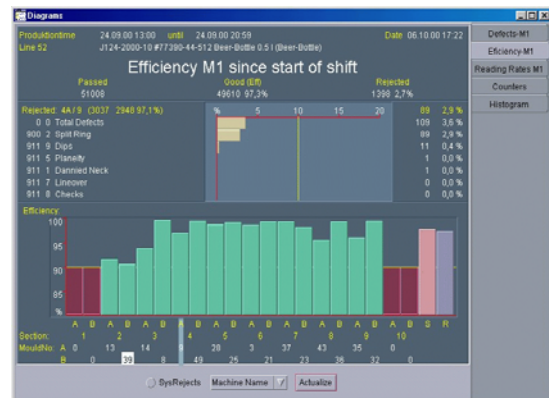 Diagrams
Produktiontime 24.09.00 13:00 until 24.09.00 20:59 Date 06.10.00 17:22
Line 52 J124-2000-10 #77390-44-512 Beer-Bottle 0.5 l (Beer-Bottle)
Efficiency M1 since start of shift
Passed Good (Eff) Rejected
51008 49610 97,3% 1398 2,7%
Rejected: 4A / 9 (3037 2948 97,1%) % 5 10 15 20 89 2,9 %
0 0 Total Defects 109 3,6 %
900 2 Split Ring 89 2,9 %
911 9 Dips 11 0,4 %
911 5 Planeity 1 0,0 %
911 1 Dannied Neck 1 0,0 %
911 7 Lineover 0 0,0 %
911 8 Checks 0 0,0 %
Efficiency:
100
95
90
85
%
A B A B A B A B A B A B A B A B A B A B S R
Section: 1 2 3 4 5 6 7 8 9 10
MouldNo: A 0 13 14 9 28 3 37 43 35 0
B 0 39 8 49 25 21 23 36 32 0
SysRejects Machine Name Actualize
Defects-M1
Eficiency-M1
Reading Rates M1
Counters
Histogram